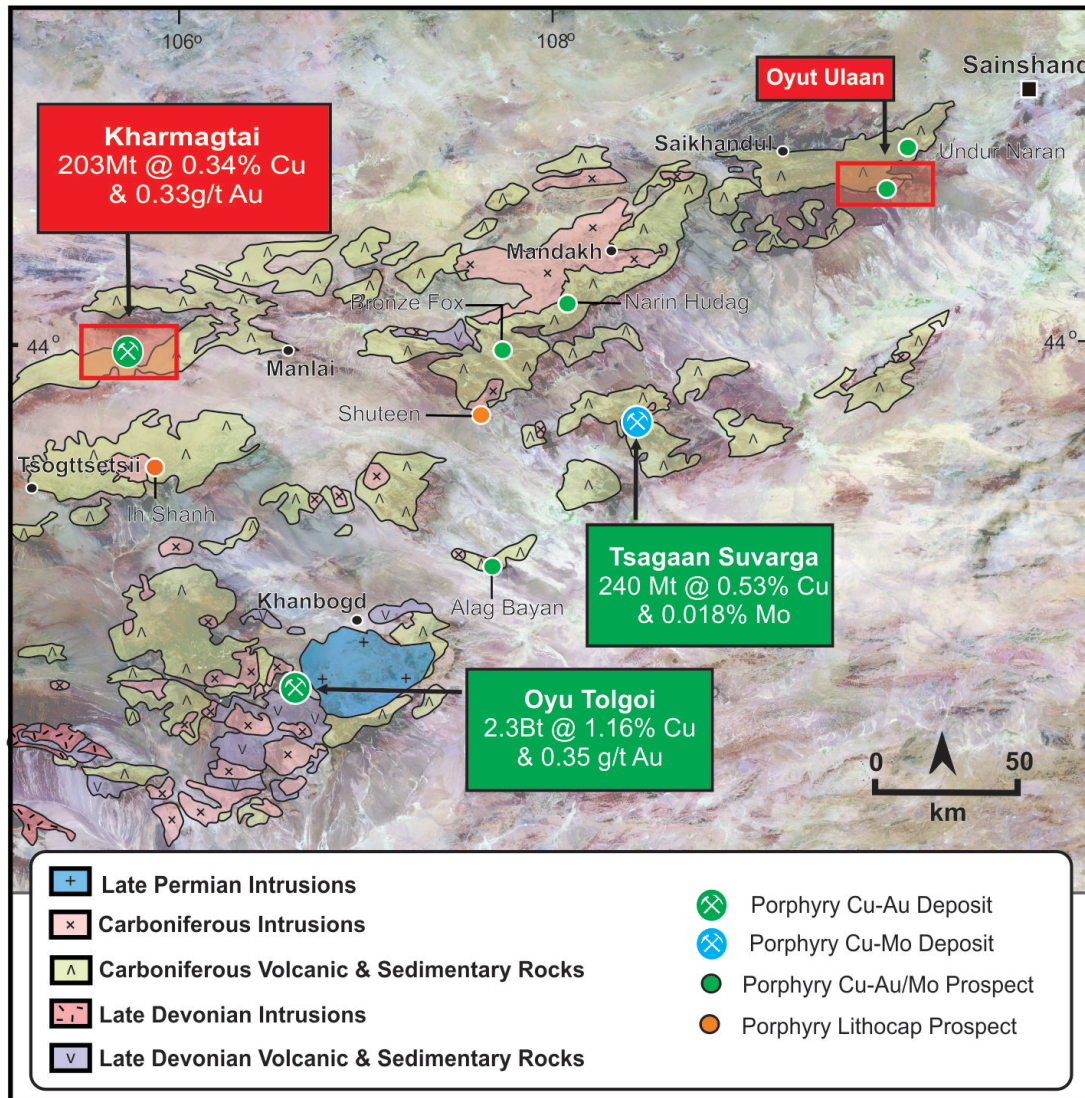 106º
108º
Oyut Ulaan
Sainshand
Kharmagtai
203Mt @ 0.34% Cu
& 0.33g/t Au
Saikhandul
Undur Naran
Mandakh
Bronze Fox
Narin Hudag
44º
44º
Manlai
Shuteen
Tsogttsetsii
Ih Shanh
Tsagaan Suvarga
240 Mt @ 0.53% Cu
& 0.018% Mo
Alag Bayan
Khanbogd
Oyu Tolgoi
2.3Bt @ 1.16% Cu
& 0.35 g/t Au
0 50
km
Late Permian Intrusions
Carboniferous Intrusions
Carboniferous Volcanic & Sedimentary Rocks
Late Devonian Intrusions
Late Devonian Volcanic & Sedimentary Rocks
Porphyry Cu-Au Deposit
Porphyry Cu-Mo Deposit
Porphyry Cu-Au/Mo Prospect
Porphyry Lithocap Prospect